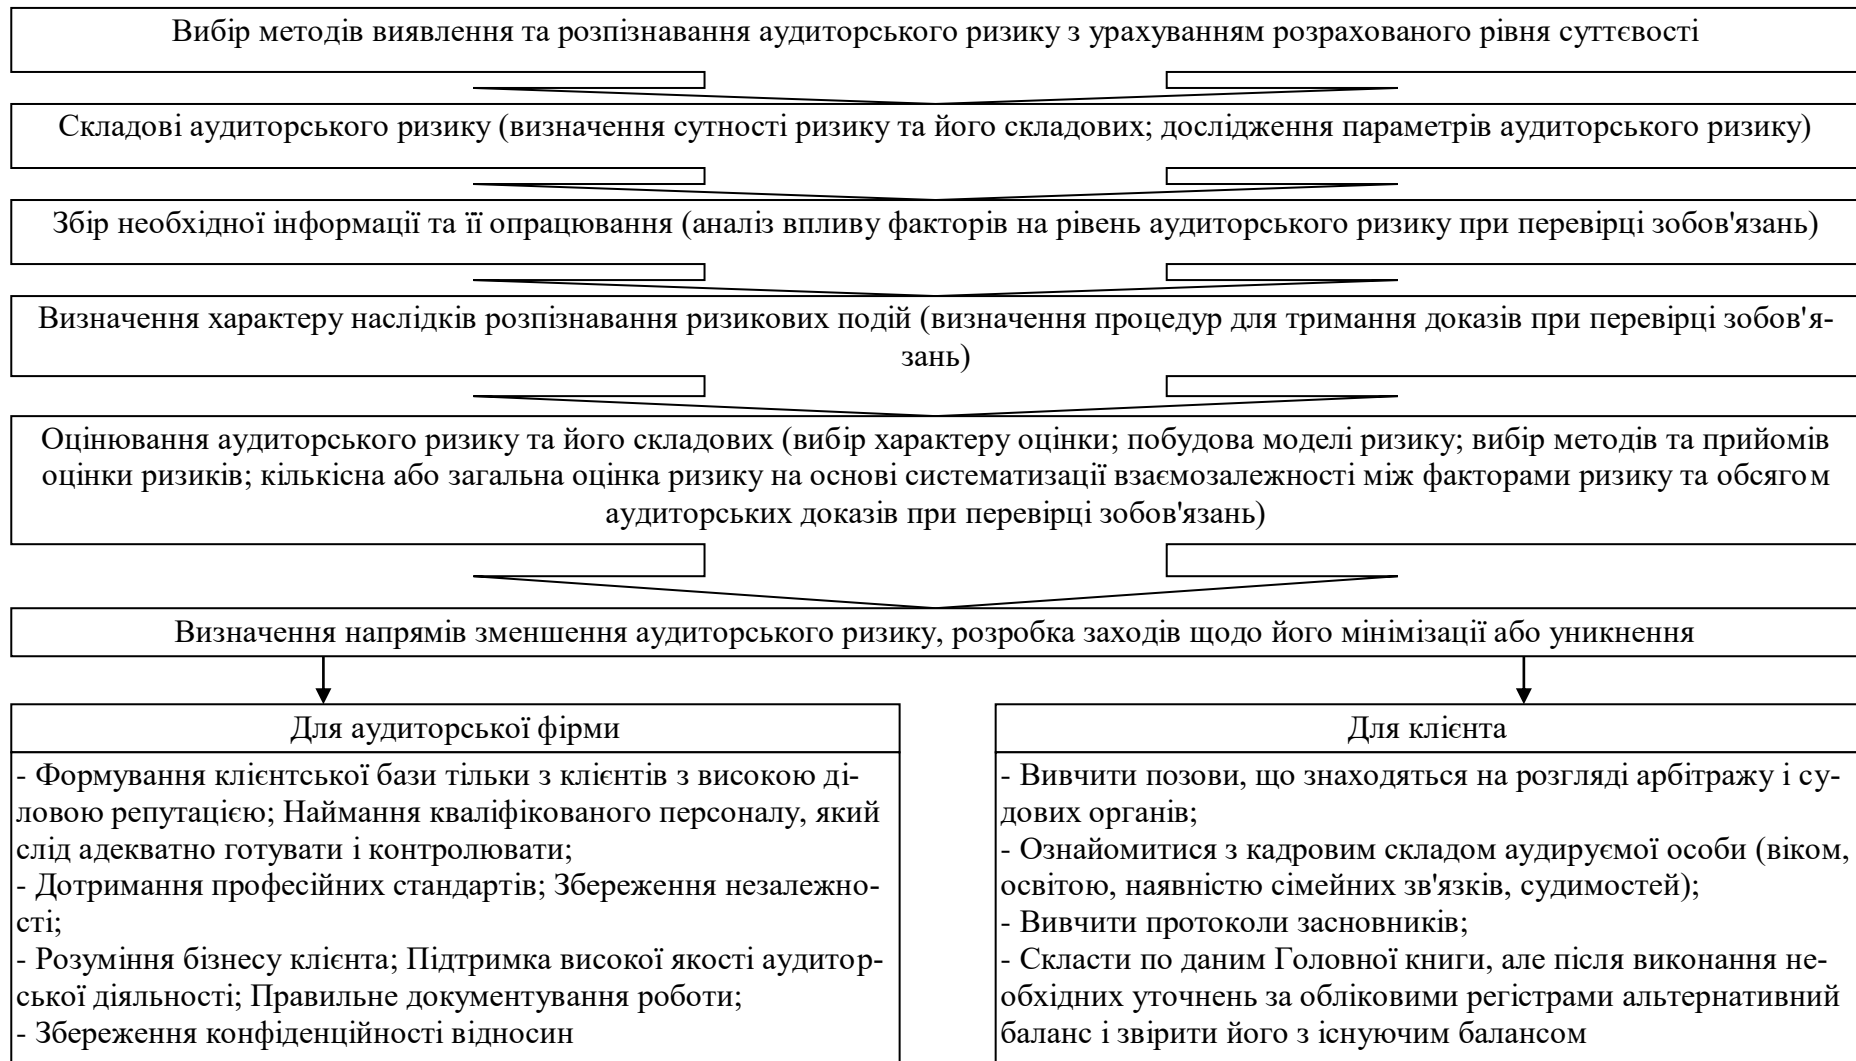 Вибір методів виявлення та розпізнавання аудиторського ризику з урахуванням розрахованого рівня суттєвості
Складові аудиторського ризику (визначення сутності ризику та його складових; дослідження параметрів аудиторського ризику)
Збір необхідної інформації та її опрацювання (аналіз впливу факторів на рівень аудиторського ризику при перевірці зобов'язань)
Визначення характеру наслідків розпізнавання ризикових подій (визначення процедур для тримання доказів при перевірці зобов'я-
зань)
Оцінювання аудиторського ризику та його складових (вибір характеру оцінки; побудова моделі ризику; вибір методів та прийомів
оцінки ризиків; кількісна або загальна оцінка ризику на основі систематизації взаємозалежності між факторами ризику та обсягом
аудиторських доказів при перевірці зобов'язань)
Визначення напрямів зменшення аудиторського ризику, розробка заходів щодо його мінімізації або уникнення
Для аудиторської фірми
- Формування клієнтської бази тільки з клієнтів з високою ді-
ловою репутацією; Наймання кваліфікованого персоналу, який
слід адекватно готувати і контролювати;
- Дотримання професійних стандартів; Збереження незалежно-
сті;
- Розуміння бізнесу клієнта; Підтримка високої якості аудитор-
ської діяльності; Правильне документування роботи;
- Збереження конфіденційності відносин
Для клієнта
- Вивчити позови, що знаходяться на розгляді арбітражу і су-
дових органів;
- Ознайомитися з кадровим складом аудируємої особи (віком,
освітою, наявністю сімейних зв'язків, судимостей);
- Вивчити протоколи засновників;
- Скласти по даним Головної книги, але після виконання не-
обхідних уточнень за обліковими регістрами альтернативний
баланс і звірити його з існуючим балансом